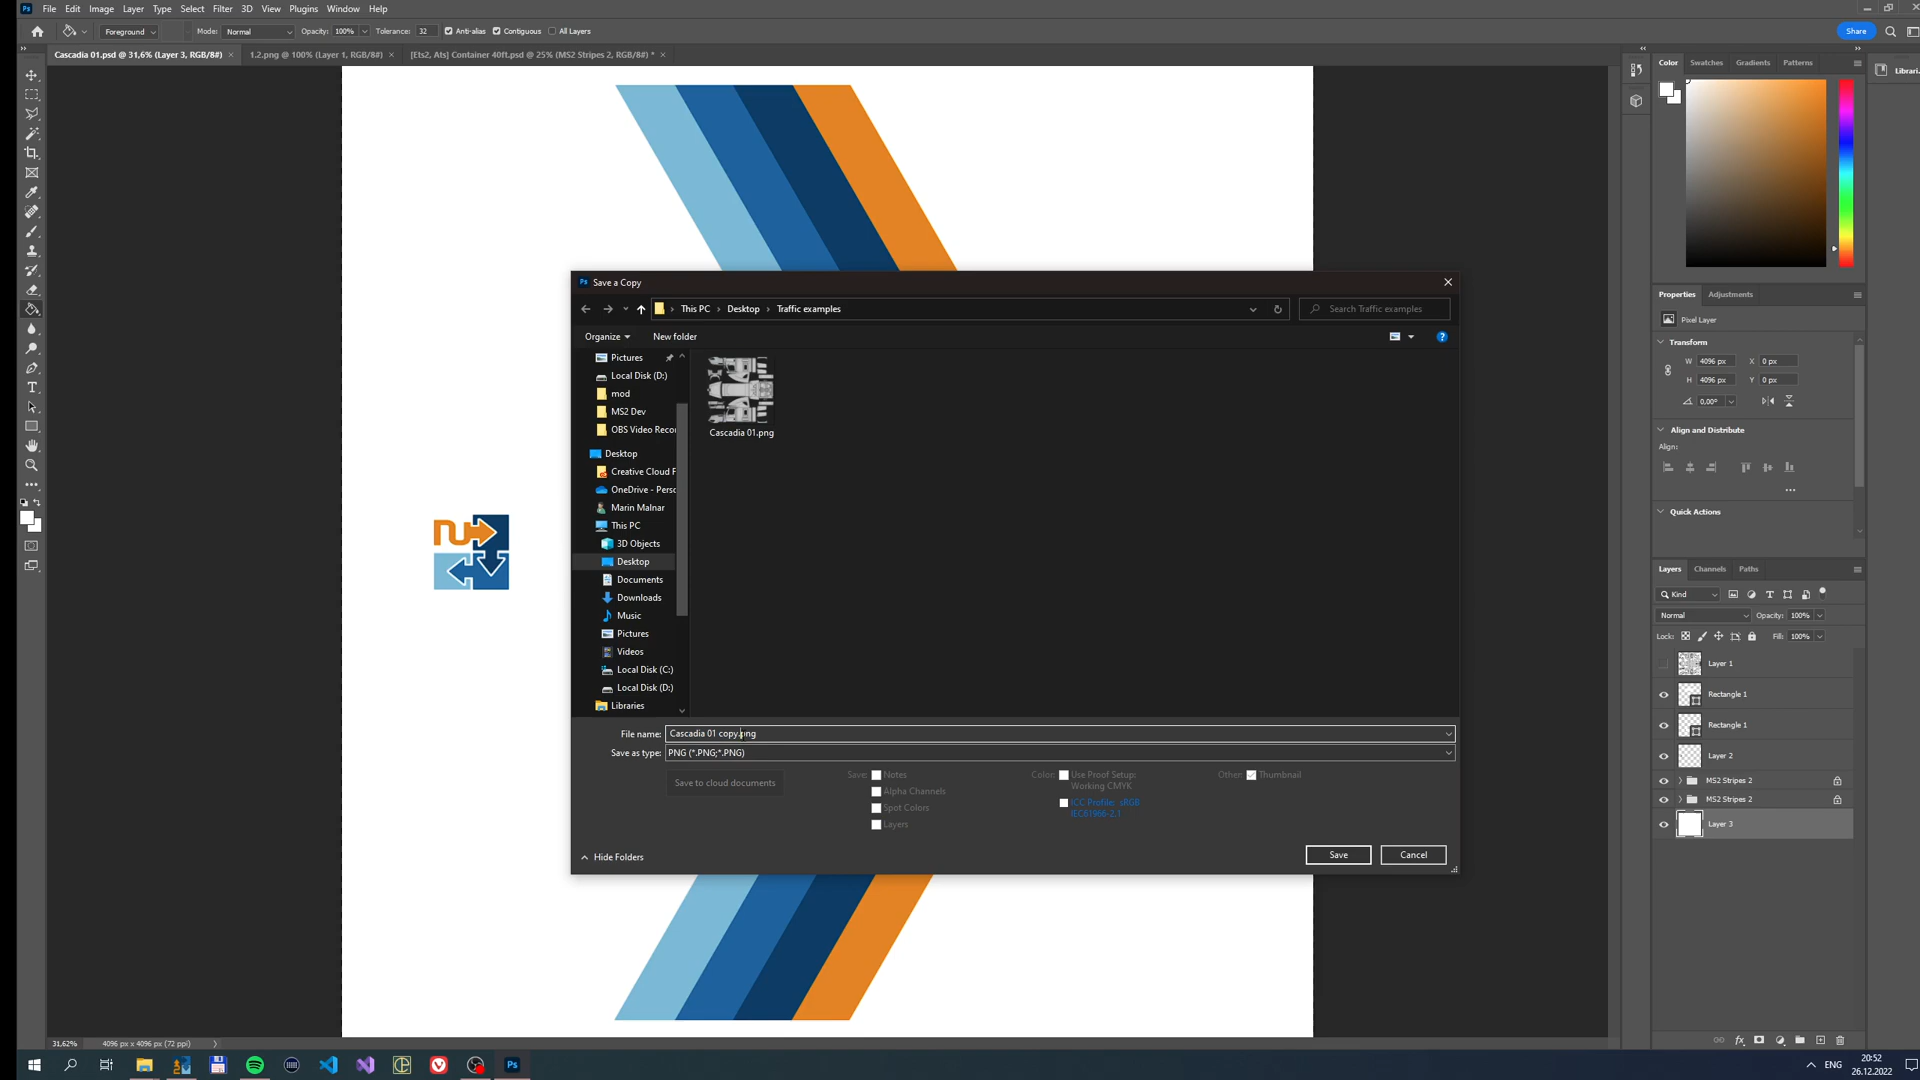 Ps File Edit Image Layer Type Select Filter 3D View Plugins Window Help
Foreground Mode: Normal Opacity: 100% Tolerance: 32 Anti-alias Contiguous All Layers Share
Cascadia 01.psd @ 31,6% (Layer 3, RGB/8#) × 1.2.png @ 100% (Layer 1, RGB/8#) × [Ets2, Ats] Container 40ft.psd @ 25% (MS2 Stripes 2, RGB/8#) * ×
Color Swatches Gradients Patterns
Librari
Ps Save a Copy
This PC > Desktop > Traffic examples
Search Traffic examples
Organize New folder
Pictures
Local Disk (D:)
mod
MS2 Dev
OBS Video Reco
Desktop
Creative Cloud F
OneDrive - Perso
Marin Malnar
This PC
3D Objects
Desktop
Documents
Downloads
Music
Pictures
Videos
Local Disk (C:)
Local Disk (D:)
Libraries
Cascadia 01.png
File name: Cascadia 01 copy.png
Save as type: PNG (*.PNG;*.PNG)
Save to cloud documents
Save: Notes
Alpha Channels
Spot Colors
Layers
Color: Use Proof Setup:
Working CMYK
ICC Profile: sRGB
IEC61966-2.1
Other: Thumbnail
Hide Folders
Save Cancel
Properties Adjustments
Pixel Layer
Transform
W 4096 px X 0 px
H 4096 px Y 0 px
0,00°
Align and Distribute
Align:
Quick Actions
Layers Channels Paths
Kind
Normal Opacity: 100%
Lock: Fill: 100%
Layer 1
Rectangle 1
Rectangle 1
Layer 2
MS2 Stripes 2
MS2 Stripes 2
Layer 3
31,62% 4096 px x 4096 px (72 ppi)
Ps
ENG
20:52
26.12.2022